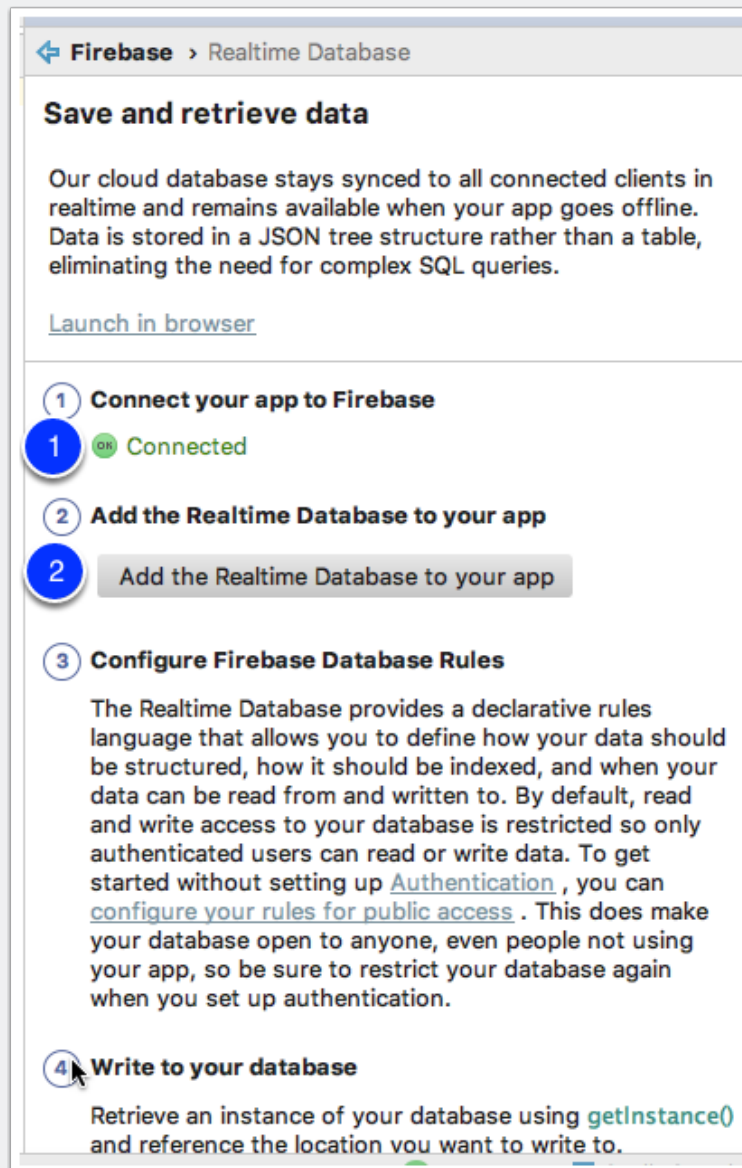 Firebase › Realtime Database
Save and retrieve data
Our cloud database stays synced to all connected clients in
realtime and remains available when your app goes offline.
Data is stored in a JSON tree structure rather than a table,
eliminating the need for complex SQL queries.
Launch in browser
1 Connect your app to Firebase
1 OK Connected
2 Add the Realtime Database to your app
2 Add the Realtime Database to your app
3 Configure Firebase Database Rules
The Realtime Database provides a declarative rules
language that allows you to define how your data should
be structured, how it should be indexed, and when your
data can be read from and written to. By default, read
and write access to your database is restricted so only
authenticated users can read or write data. To get
started without setting up Authentication , you can
configure your rules for public access . This does make
your database open to anyone, even people not using
your app, so be sure to restrict your database again
when you set up authentication.
4 Write to your database
Retrieve an instance of your database using getInstance()
and reference the location you want to write to.